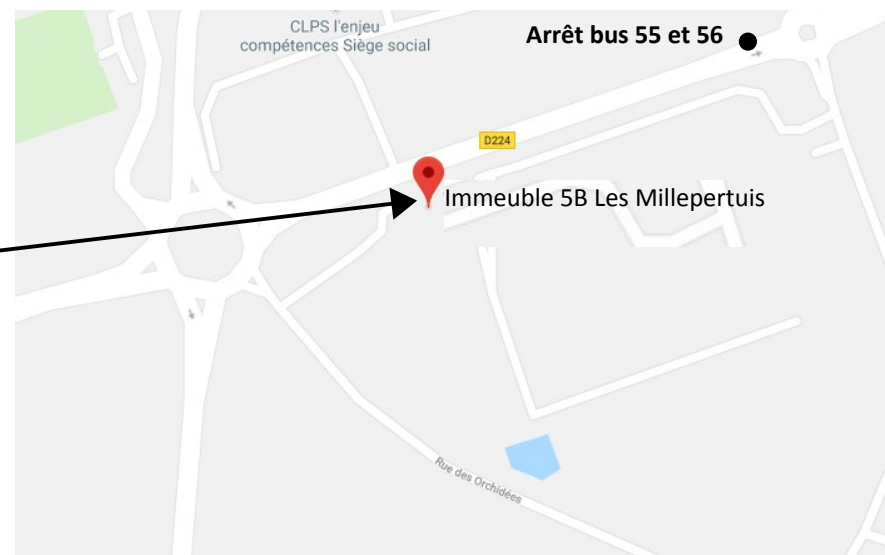 CLPS l'enjeu
compétences Siège social
Arrêt bus 55 et 56
D224
Immeuble 5B Les Millepertuis
Rue des Orchidées